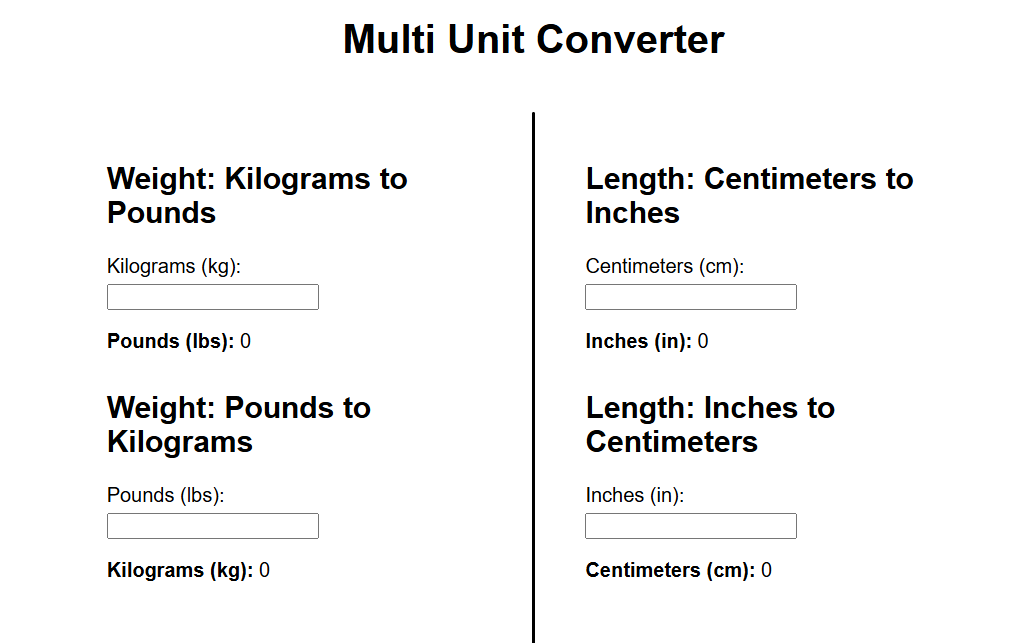 Multi Unit Converter
Weight: Kilograms to
Pounds
Kilograms (kg):
Pounds (lbs): 0
Weight: Pounds to
Kilograms
Pounds (lbs):
Kilograms (kg): 0
Length: Centimeters to
Inches
Centimeters (cm):
Inches (in): 0
Length: Inches to
Centimeters
Inches (in):
Centimeters (cm): 0